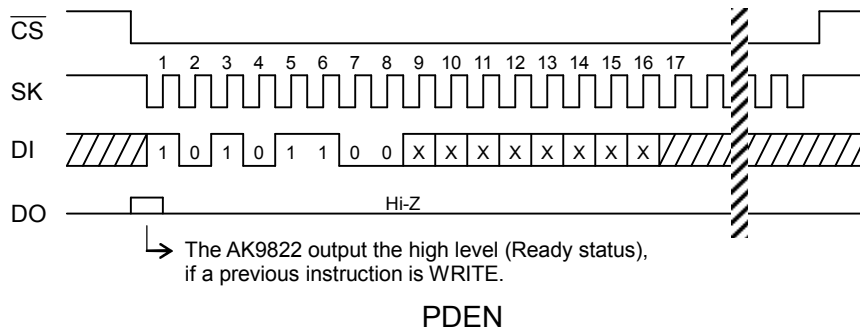 CS
1 2 3 4 5 6 7 8 9 10 11 12 13 14 15 16 17
SK
DI 1 0 1 0 1 1 0 0 X X X X X X X X
DO Hi-Z
The AK9822 output the high level (Ready status),
if a previous instruction is WRITE.
PDEN